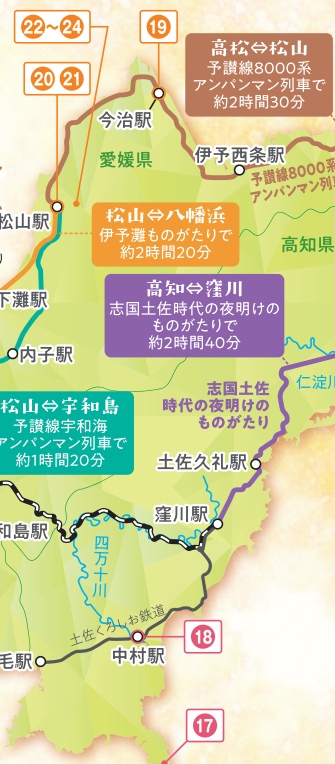 22～24
19
高松⇔松山
予讃線8000系
アンパンマン列車で
約2時間30分
20 21
今治駅
愛媛県
伊予西条駅
予讃線8000系
アンパンマン列
松山駅
松山⇔八幡浜
伊予灘ものがたりで
約2時間20分
高知県
下灘駅
高知⇔窪川
志国土佐時代の夜明けの
ものがたりで
約2時間40分
内子駅
仁淀川
志国土佐
時代の夜明けの
ものがたり
松山⇔宇和島
予讃線宇和海
アンパンマン列車で
約1時間20分
土佐久礼駅
窪川駅
和島駅
四万十川
土佐くろしお鉄道
18
毛駅
中村駅
17